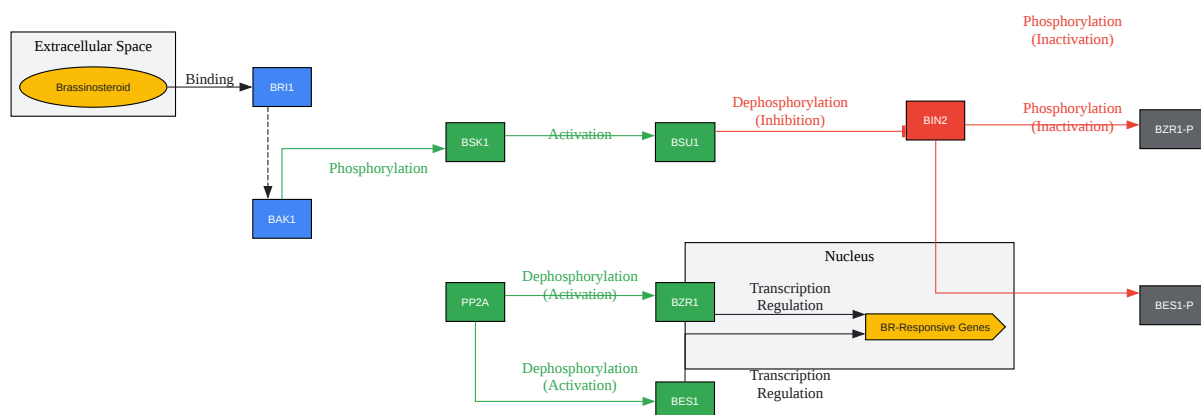 Phosphorylation
(Inactivation)
Extracellular Space
Brassinosteroid
Binding
BRI1
Dephosphorylation
(Inhibition)
BIN2
Phosphorylation
(Inactivation)
BZR1-P
BSK1
Activation
BSU1
Phosphorylation
BAK1
Nucleus
Dephosphorylation
(Activation)
PP2A
BZR1
Transcription
Regulation
BES1-P
BR-Responsive Genes
Dephosphorylation
(Activation)
BES1
Transcription
Regulation